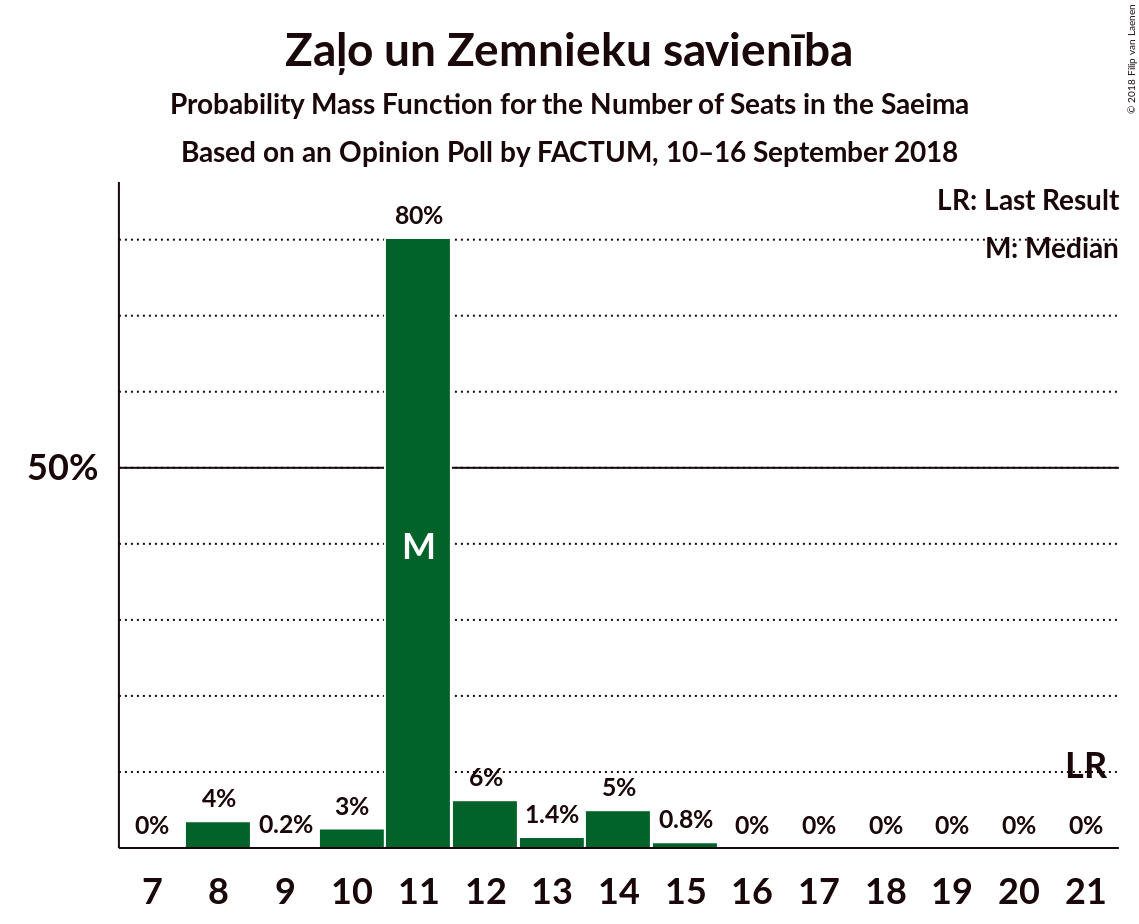 Zaļo un Zemnieku savienība
Probability Mass Function for the Number of Seats in the Saeima
Based on an Opinion Poll by FACTUM, 10–16 September 2018
© 2018 Filip van Laenen
LR: Last Result
M: Median
80%
50%
M
LR
4%
0.2%
3%
6%
1.4%
5%
0.8%
0%
0%
0%
0%
0%
0%
0%
7 8 9 10 11 12 13 14 15 16 17 18 19 20 21